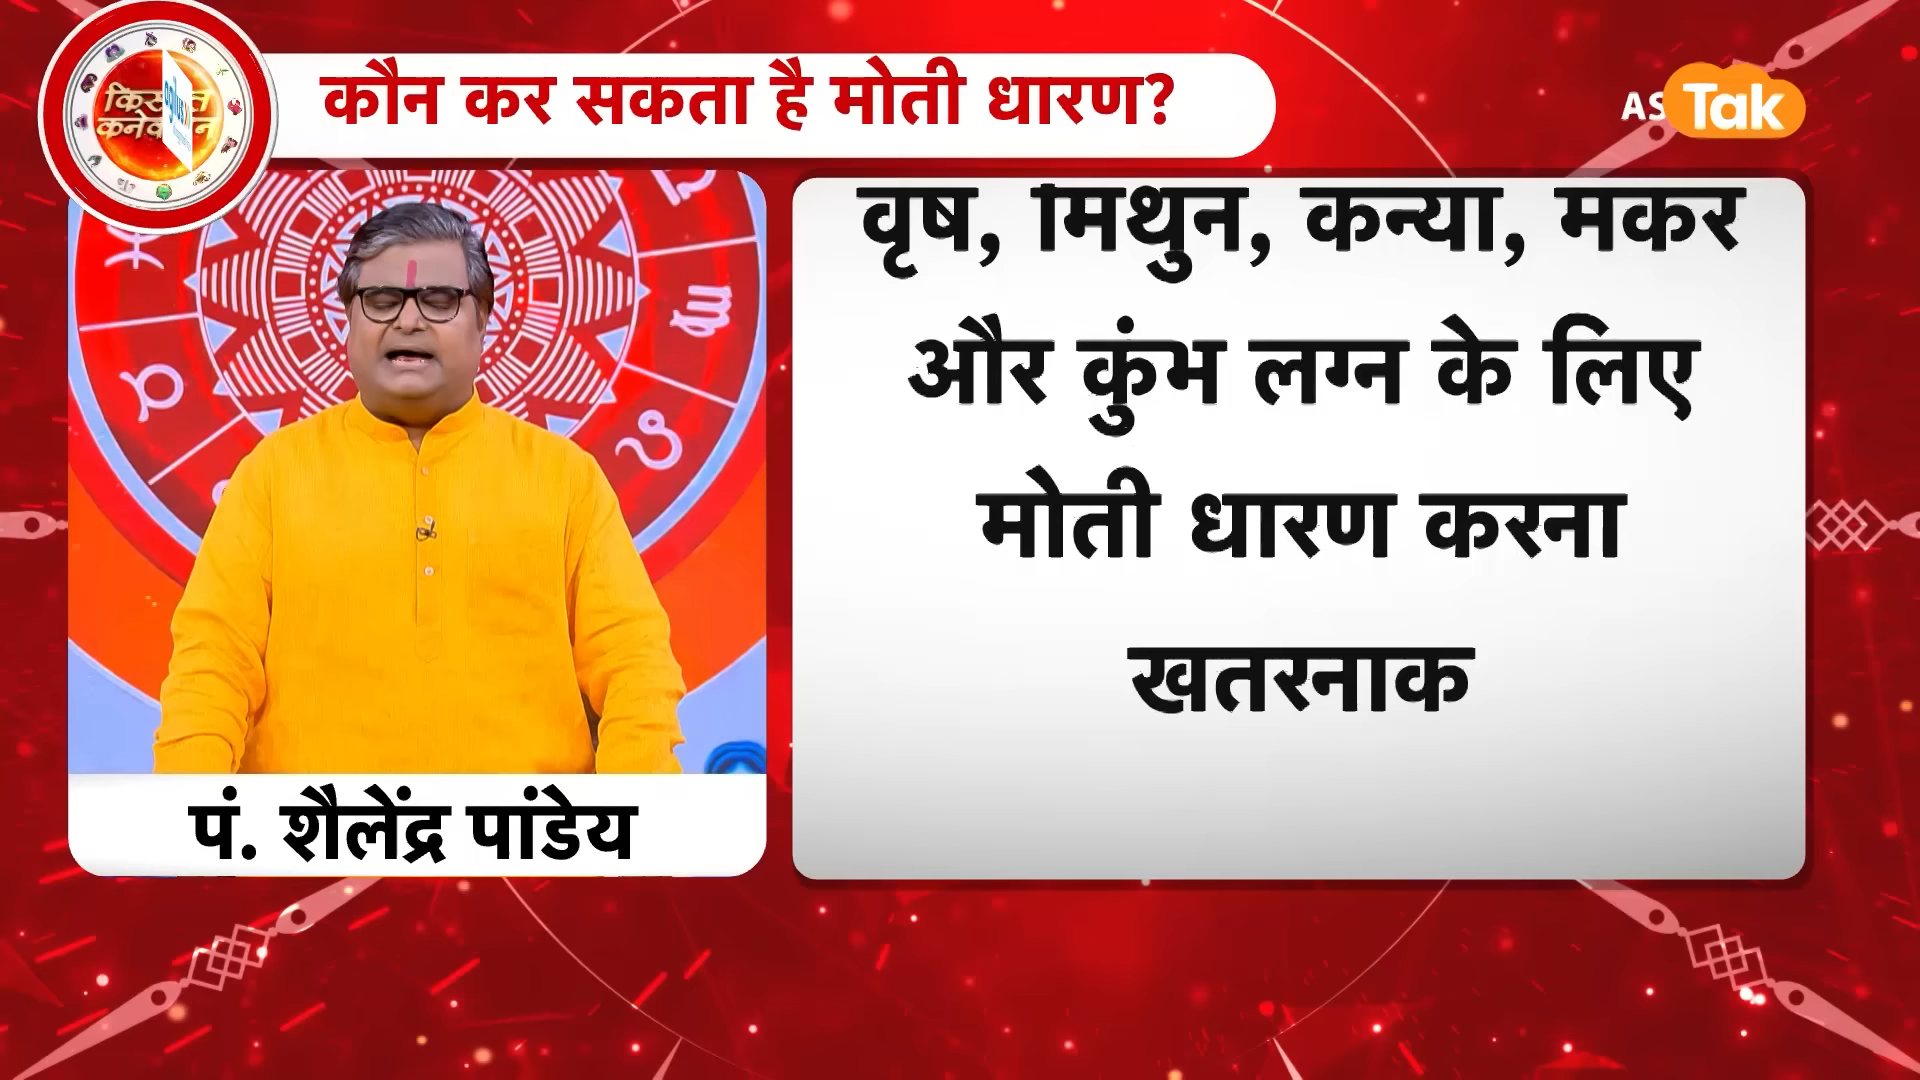 कौन कर सकता है मोती धारण?
AS Tak
वृष, मिथुन, कन्या, मकर
और कुंभ लग्न के लिए
मोती धारण करना
खतरनाक
पं. शैलेंद्र पांडेय